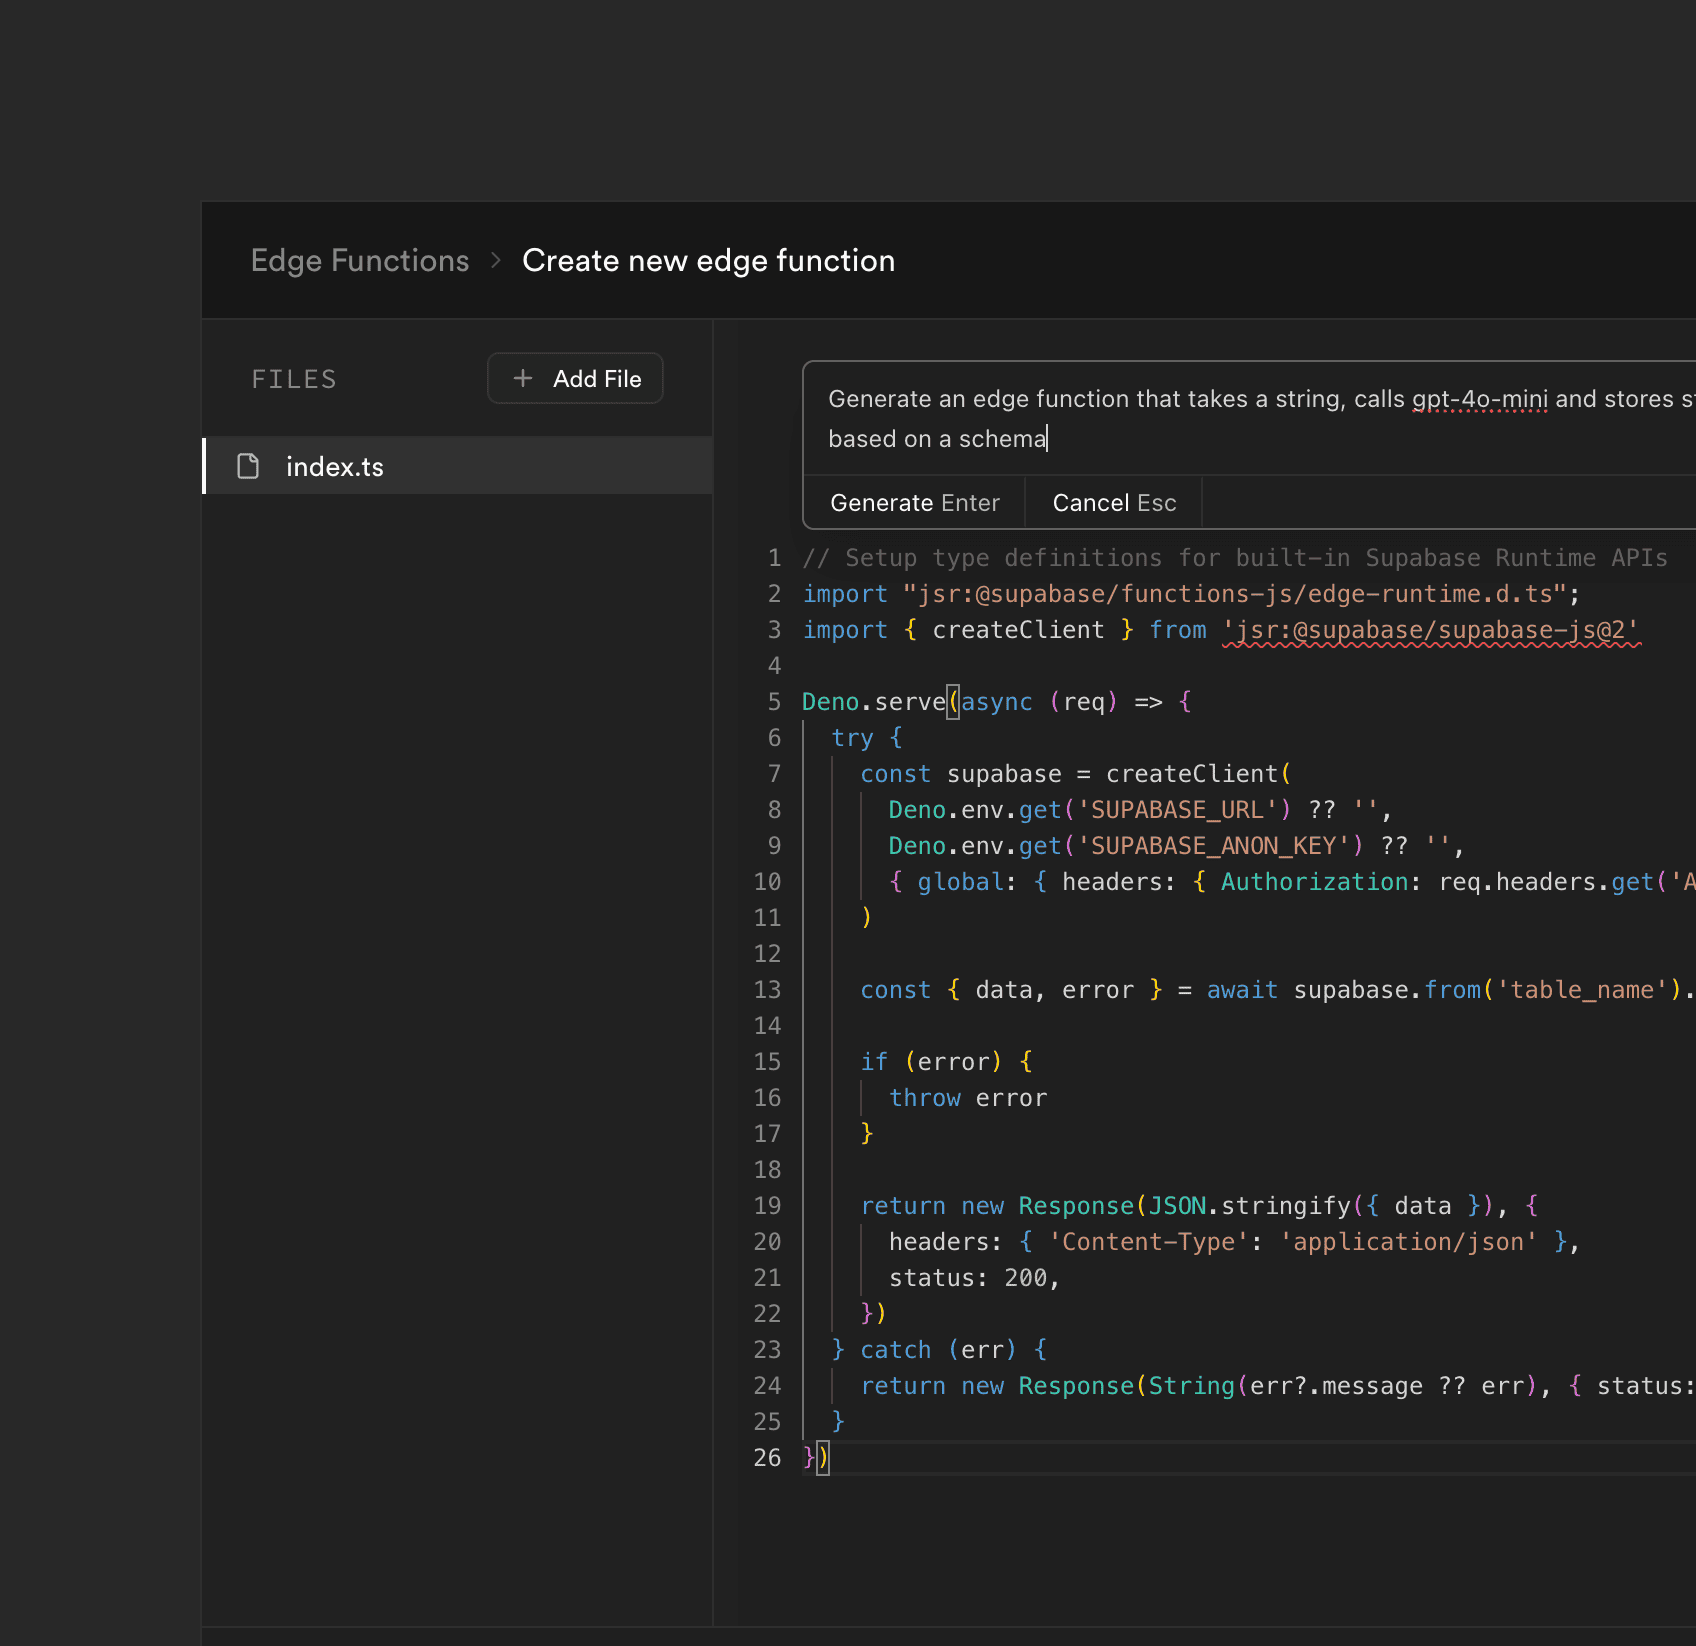 Edge Functions > Create new edge function
FILES
+ Add File
index.ts
Generate an edge function that takes a string, calls gpt-4o-mini and stores
based on a schema
Generate Enter
Cancel Esc
1 // Setup type definitions for built-in Supabase Runtime APIs
2 import "jsr:@supabase/functions-js/edge-runtime.d.ts";
3 import { createClient } from 'jsr:@supabase/supabase-js@2'
4
5 Deno.serve(async (req) => {
6 try {
7 const supabase = createClient(
8 Deno.env.get('SUPABASE_URL') ?? '',
9 Deno.env.get('SUPABASE_ANON_KEY') ?? '',
10 { global: { headers: { Authorization: req.headers.get('A
11 )
12
13 const { data, error } = await supabase.from('table_name').
14
15 if (error) {
16 throw error
17 }
18
19 return new Response(JSON.stringify({ data }), {
20 headers: { 'Content-Type': 'application/json' },
21 status: 200,
22 })
23 } catch (err) {
24 return new Response(String(err?.message ?? err), { status:
25 }
26 })